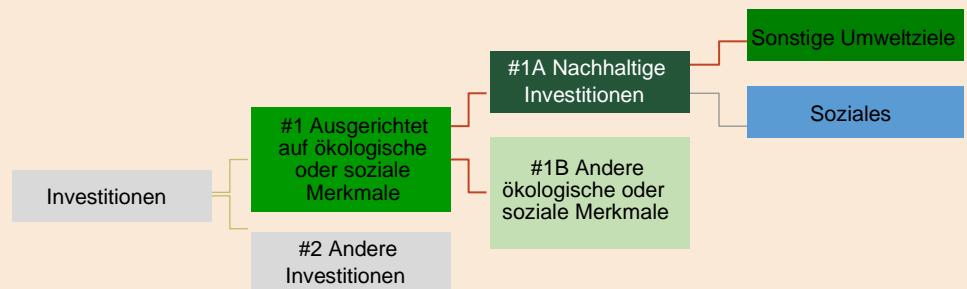 Investitionen
#1 Ausgerichtet
auf ökologische
oder soziale
Merkmale
#2 Andere
Investitionen
#1A Nachhaltige
Investitionen
#1B Andere
ökologische oder
soziale Merkmale
Sonstige Umweltziele
Soziales